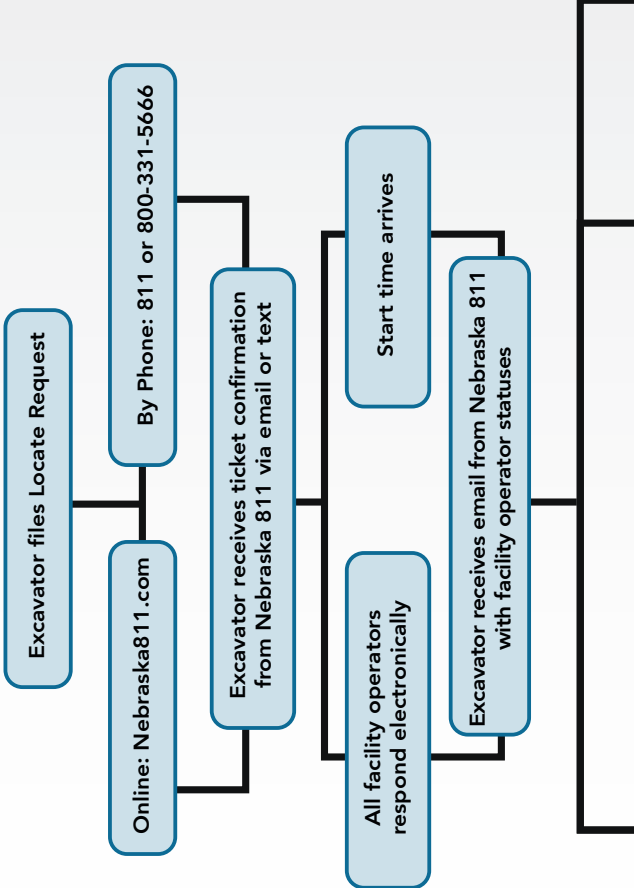 Excavator files Locate Request
Online: Nebraska811.com
By Phone: 811 or 800-331-5666
Excavator receives ticket confirmation
from Nebraska 811 via email or text
All facility operators
respond electronically
Start time arrives
Excavator receives email from Nebraska 811
with facility operator statuses